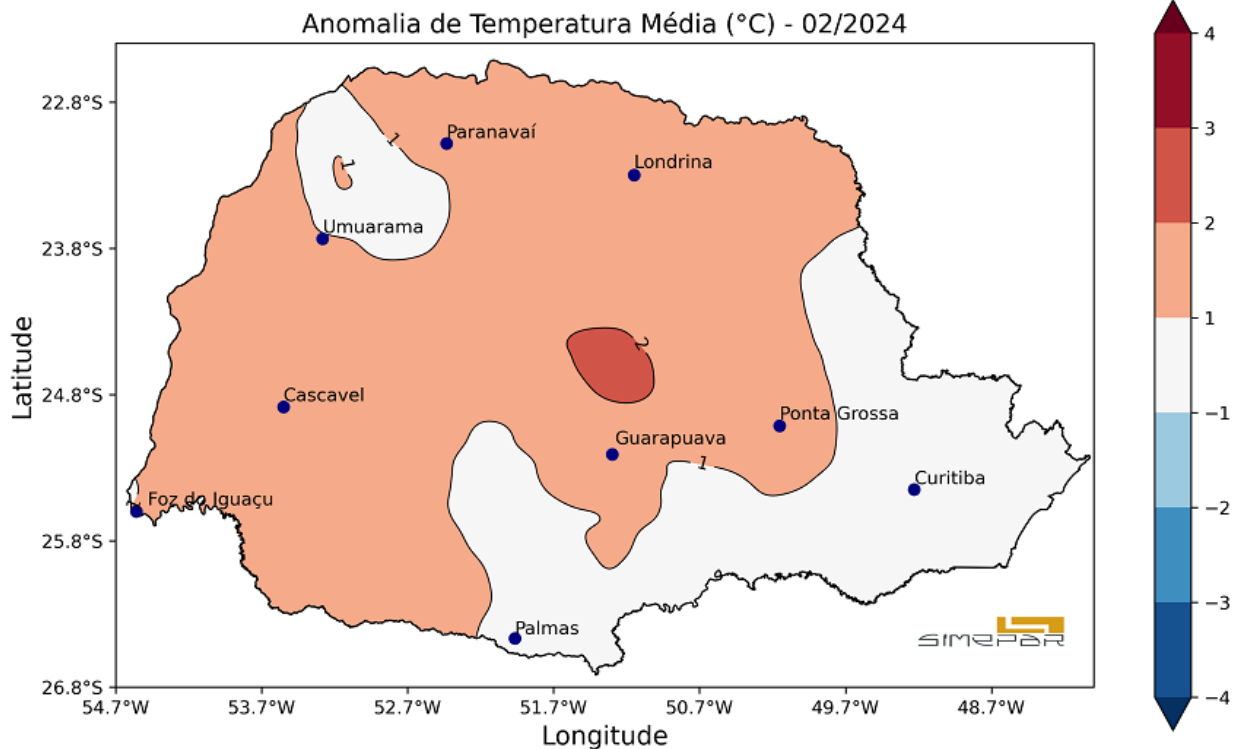 Anomalia de Temperatura Média (°C) - 02/2024
4
3
2
1
−1
−2
−3
−4
Latitude
22.8°S
23.8°S
24.8°S
25.8°S
26.8°S
1
Paranavaí
Londrina
1
Umuarama
2
Cascavel
Ponta Grossa
Guarapuava
1
Curitiba
Foz do Iguaçu
Palmas
SIMEPAR
54.7°W 53.7°W 52.7°W 51.7°W 50.7°W 49.7°W 48.7°W
Longitude